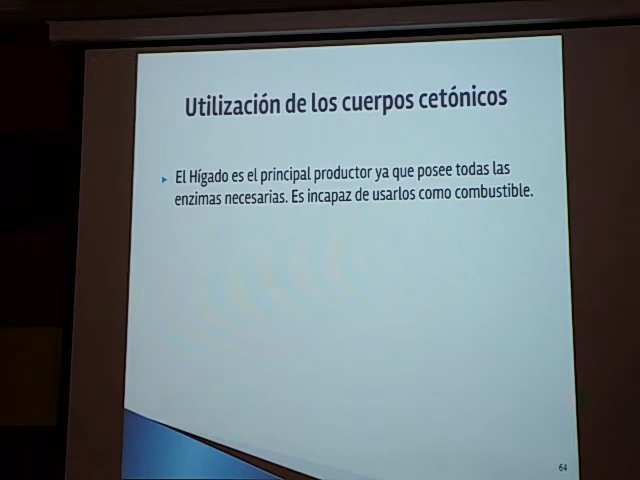 Utilización de los cuerpos cetónicos
El Hígado es el principal productor ya que posee todas las
enzimas necesarias. Es incapaz de usarlos como combustible.
64